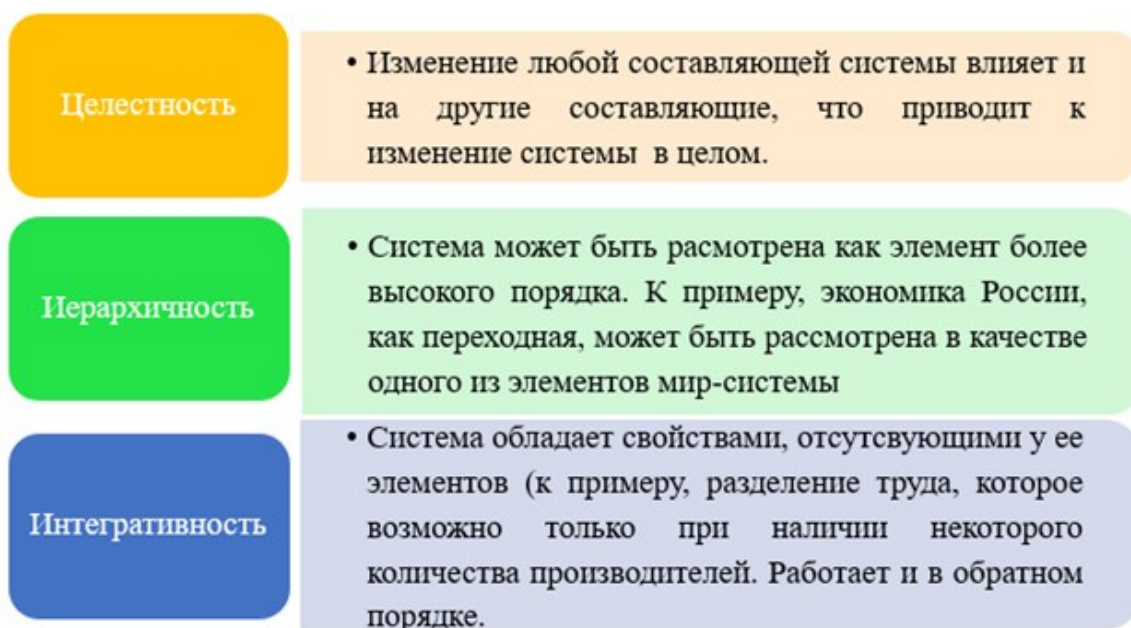 Целестность
• Изменение любой составляющей системы влияет и
на другие составляющие, что приводит к
изменение системы в целом.
Иерархичность
• Система может быть расмотрена как элемент более
высокого порядка. К примеру, экономика России,
как переходная, может быть рассмотрена в качестве
одного из элементов мир-системы
Интегративность
• Система обладает свойствами, отсутсвующими у ее
элементов (к примеру, разделение труда, которое
возможно только при наличии некоторого
количества производителей. Работает и в обратном
порядке.